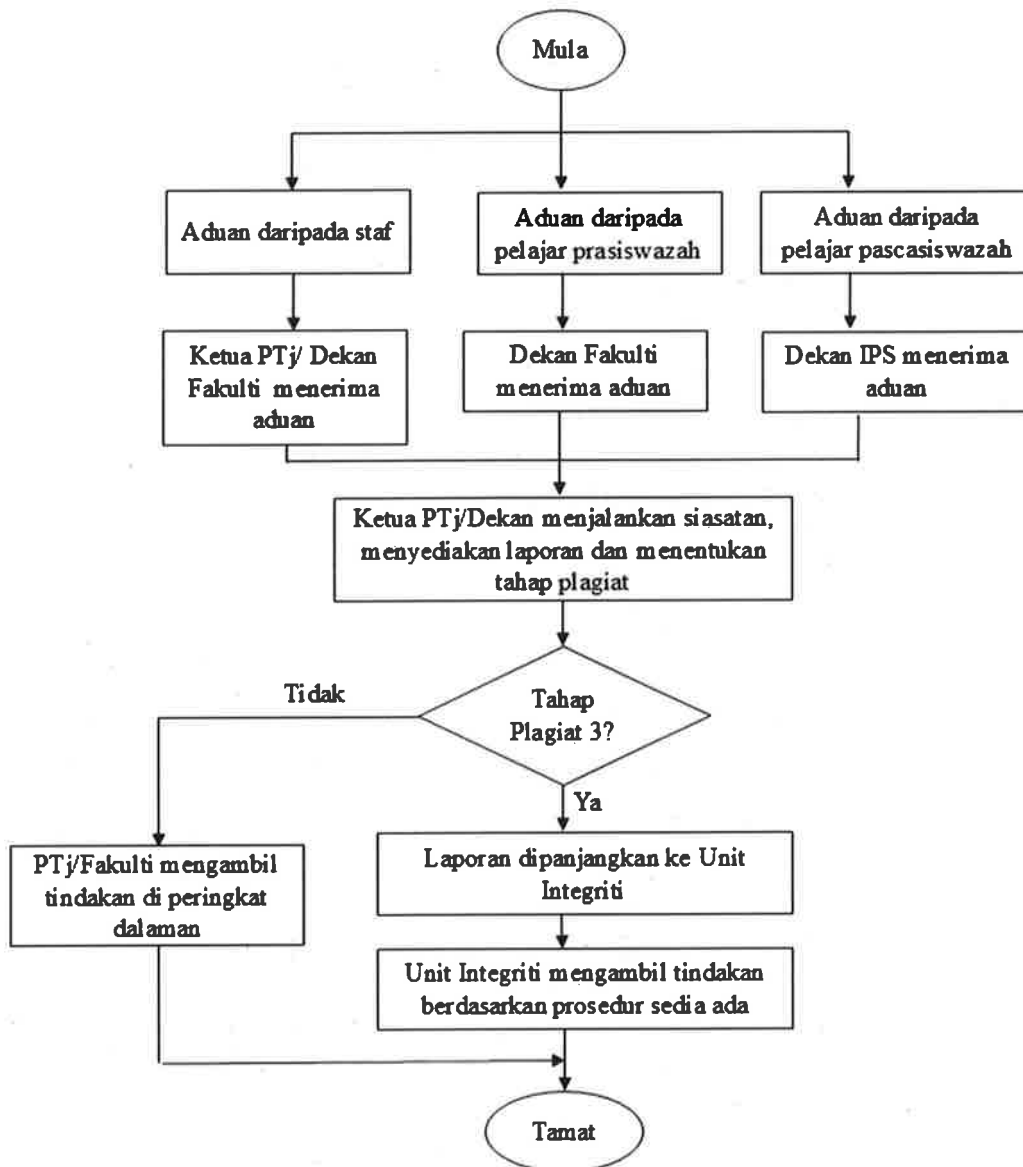 Mula
Aduan daripada staf
Aduan daripada
pelajar prasiswazah
Aduan daripada
pelajar pascasiswazah
Ketua PTj/ Dekan
Fakulti menerima
aduan
Dekan Fakulti
menerima aduan
Dekan IPS menerima
aduan
Ketua PTj/Dekan menjalankan siasatan,
menyediakan laporan dan menentukan
tahap plagiat
Tahap
Plagiat 3?
Tidak
Ya
PTj/Fakulti mengambil
tindakan di peringkat
dalaman
Laporan dipanjangkan ke Unit
Integriti
Unit Integriti mengambil tindakan
berdasarkan prosedur sedia ada
Tamat